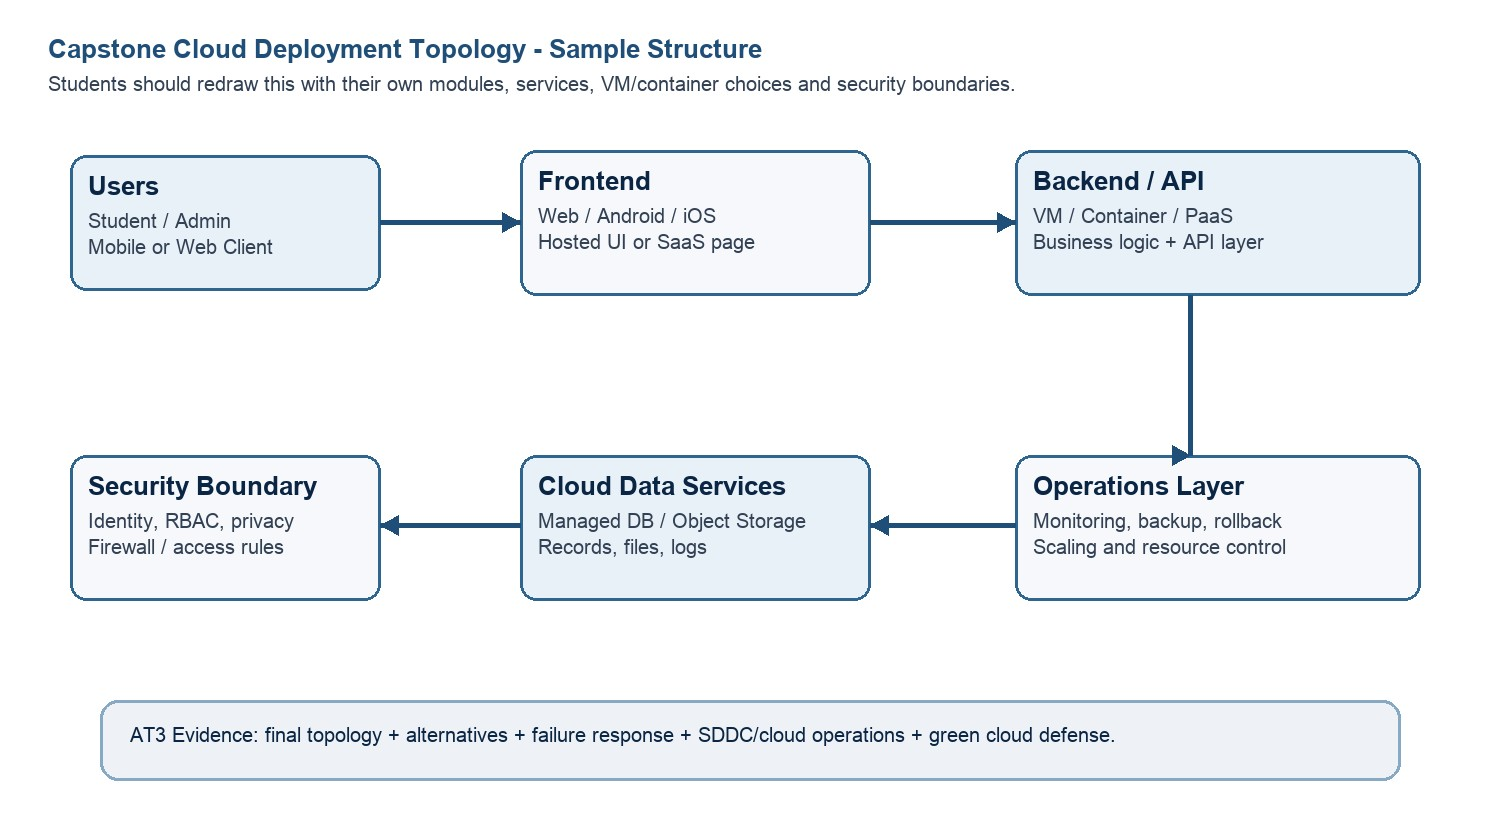 Capstone Cloud Deployment Topology - Sample Structure
Students should redraw this with their own modules, services, VM/container choices and security boundaries.
Users
Student / Admin
Mobile or Web Client
Frontend
Web / Android / iOS
Hosted UI or SaaS page
Backend / API
VM / Container / PaaS
Business logic + API layer
Security Boundary
Identity, RBAC, privacy
Firewall / access rules
Cloud Data Services
Managed DB / Object Storage
Records, files, logs
Operations Layer
Monitoring, backup, rollback
Scaling and resource control
AT3 Evidence: final topology + alternatives + failure response + SDDC/cloud operations + green cloud defense.